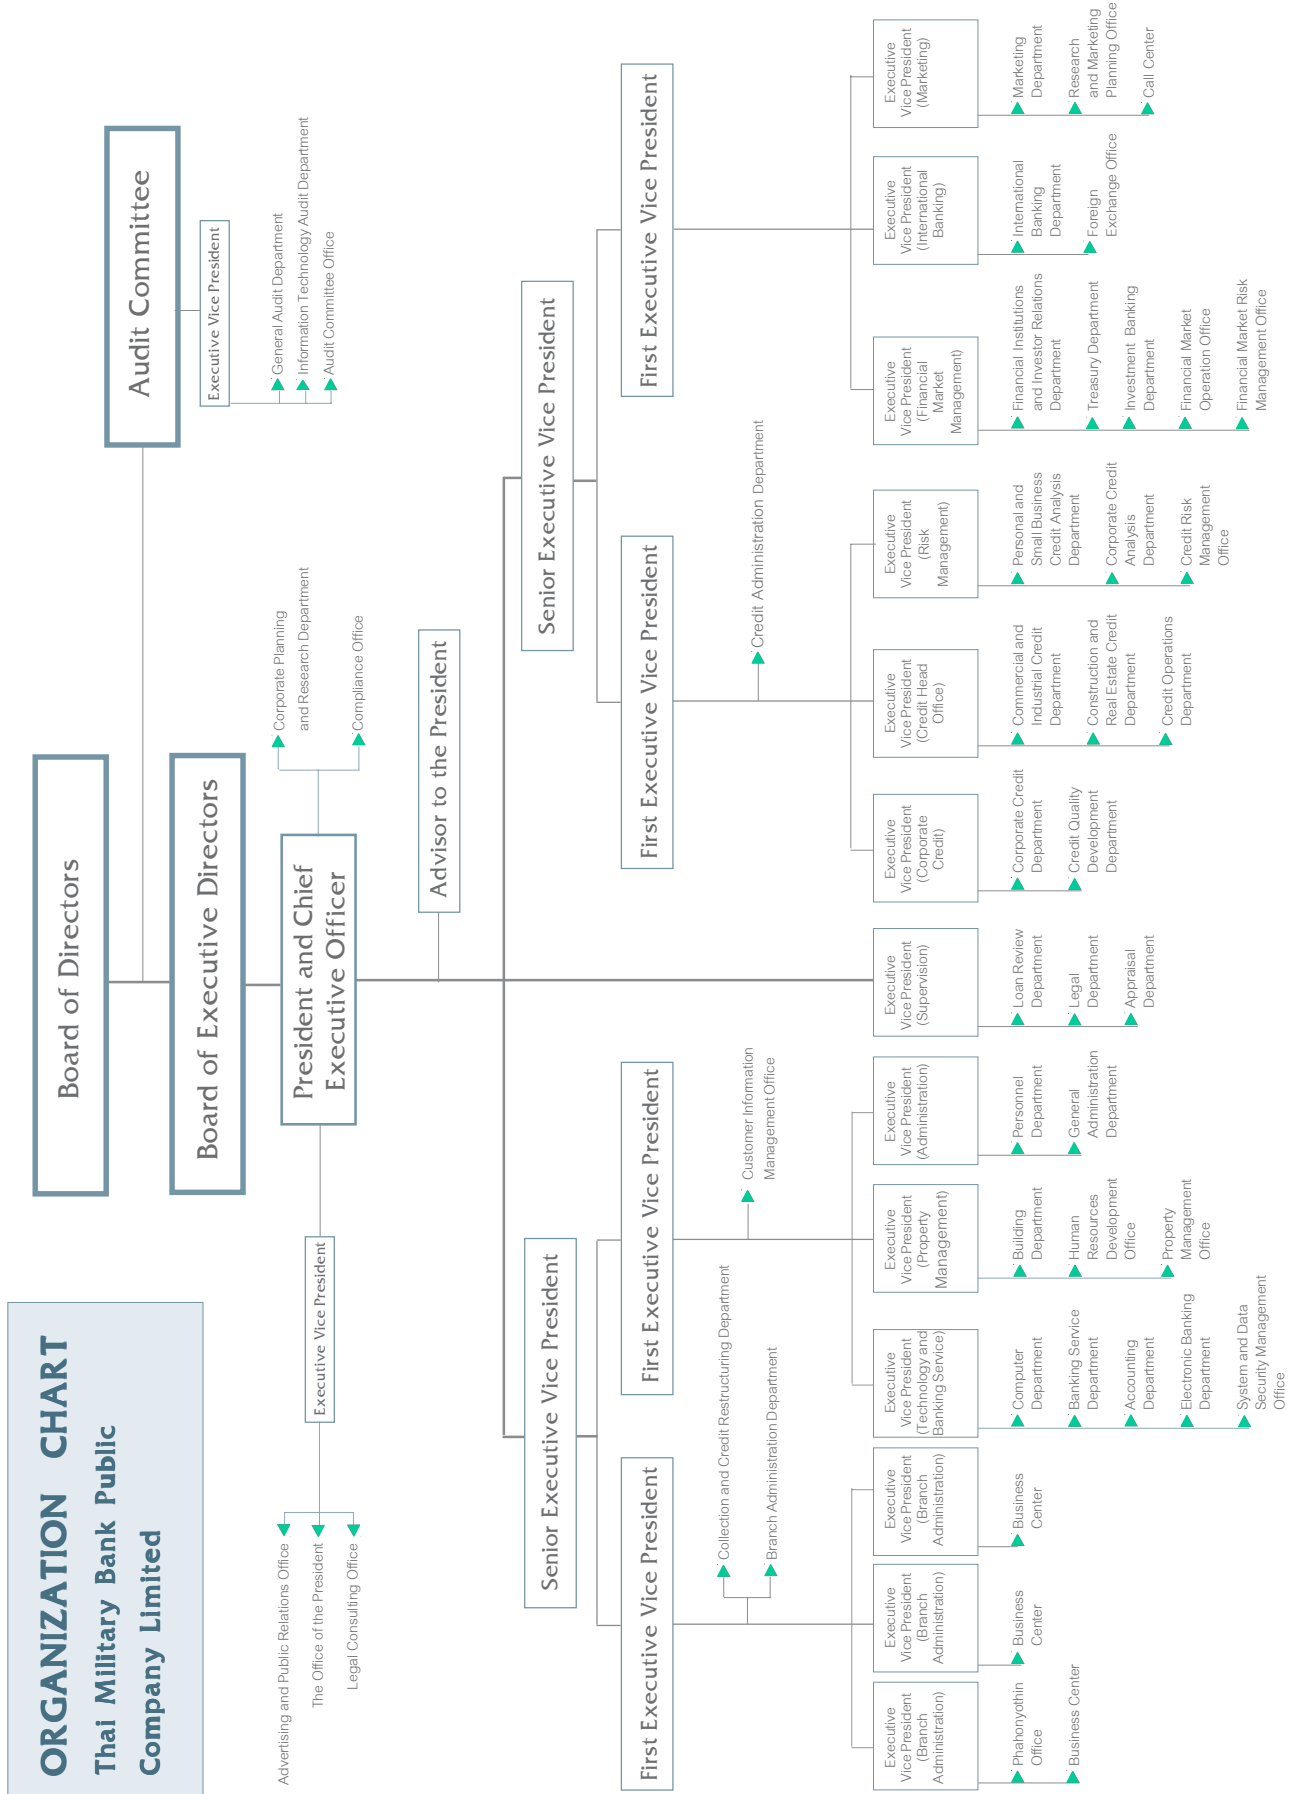 ORGANIZATION CHART
Thai Military Bank Public
Company Limited
Board of Directors
Audit Committee
Executive Vice President
General Audit Department
Information Technology Audit Department
Audit Committee Office
Board of Executive Directors
President and Chief
Executive Officer
Corporate Planning
and Research Department
Compliance Office
Executive Vice President
Advertising and Public Relations Office
The Office of the President
Legal Consulting Office
Advisor to the President
Senior Executive Vice President
Senior Executive Vice President
First Executive Vice President
First Executive Vice President
First Executive Vice President
First Executive Vice President
Collection and Credit Restructuring Department
Branch Administration Department
Customer Information
Management Office
Credit Administration Department
Executive
Vice President
(Branch
Administration)
Phahonyothin
Office
Business Center
Executive
Vice President
(Branch
Administration)
Business
Center
Executive
Vice President
(Branch
Administration)
Business
Center
Executive
Vice President
(Technology and
Banking Service)
Computer
Department
Banking Service
Department
Accounting
Department
Electronic Banking
Department
System and Data
Security Management
Office
Executive
Vice President
(Property
Management)
Building
Department
Human
Resources
Development
Office
Property
Management
Office
Executive
Vice President
(Administration)
Personnel
Department
General
Administration
Department
Executive
Vice President
(Supervision)
Loan Review
Department
Legal
Department
Appraisal
Department
Executive
Vice President
(Corporate
Credit)
Corporate Credit
Department
Credit Quality
Development
Department
Executive
Vice President
(Credit Head
Office)
Commercial and
Industrial Credit
Department
Construction and
Real Estate Credit
Department
Credit Operations
Department
Executive
Vice President
(Risk
Management)
Personal and
Small Business
Credit Analysis
Department
Corporate Credit
Analysis
Department
Credit Risk
Management
Office
Executive
Vice President
(Financial
Market
Management)
Financial Institutions
and Investor Relations
Department
Treasury Department
Investment Banking
Department
Financial Market
Operation Office
Financial Market Risk
Management Office
Executive
Vice President
(International
Banking)
International
Banking
Department
Foreign
Exchange Office
Executive
Vice President
(Marketing)
Marketing
Department
Research
and Marketing
Planning Office
Call Center